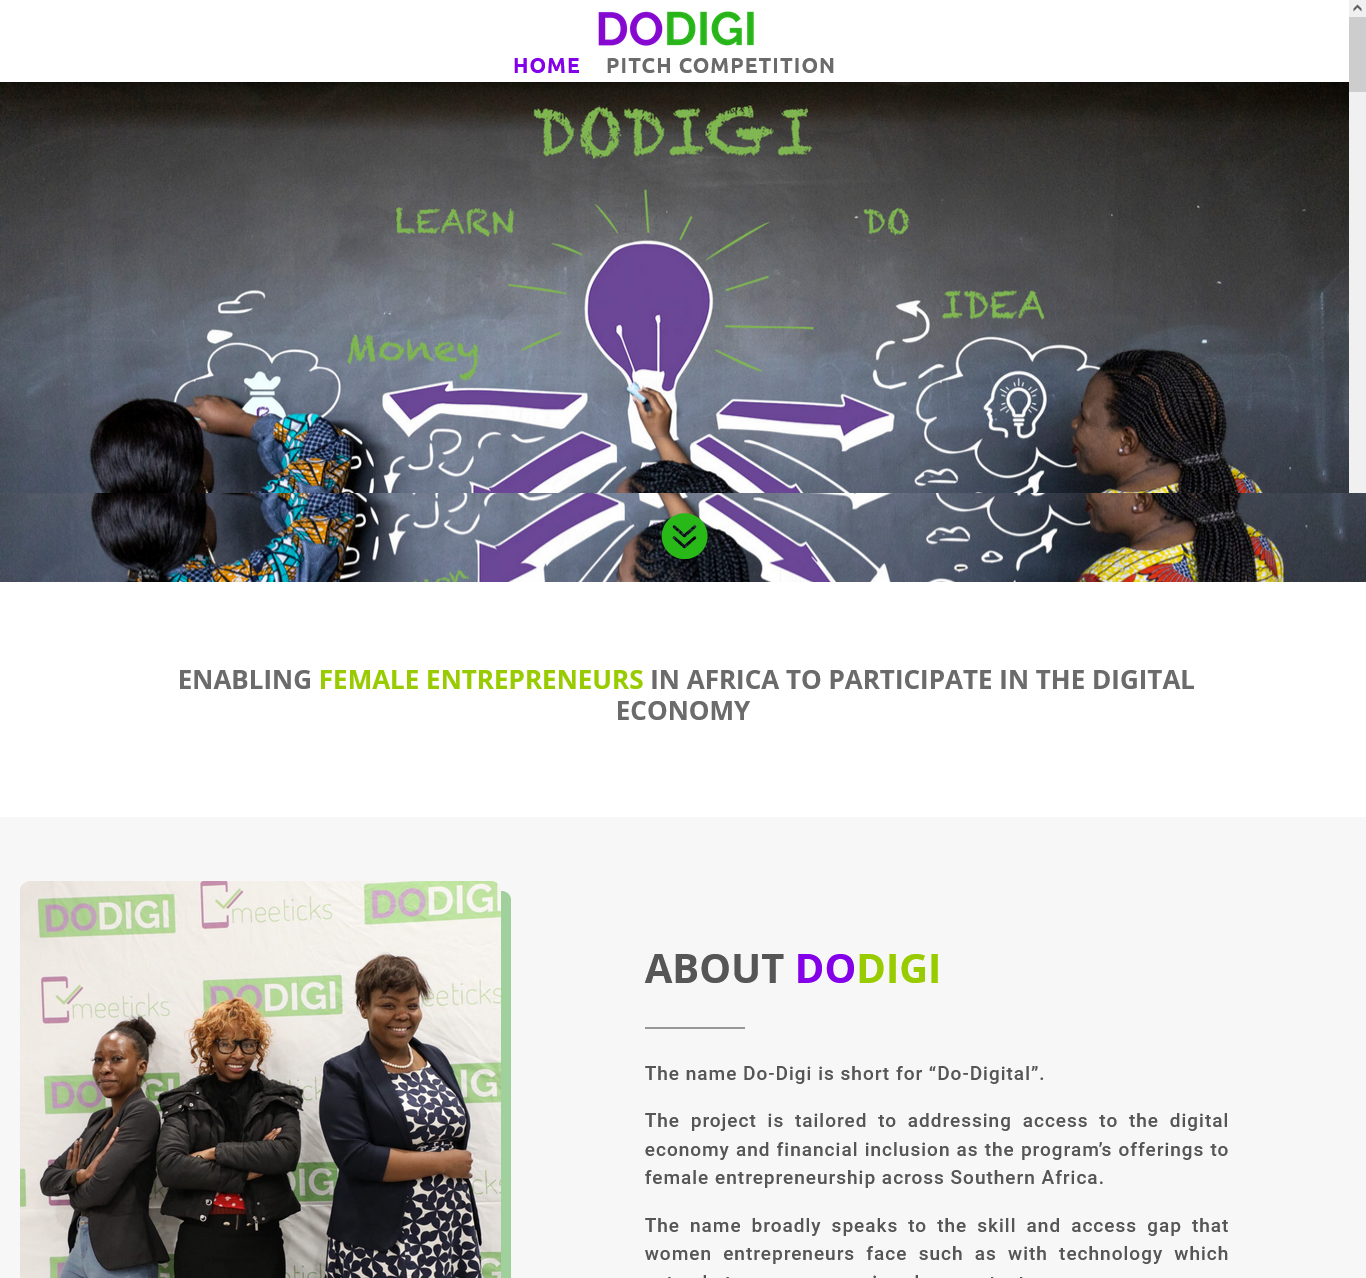 DODIGI
HOME PITCH COMPETITION
DODIGI
LEARN
DO
IDEA
Money
ENABLING FEMALE ENTREPRENEURS IN AFRICA TO PARTICIPATE IN THE DIGITAL
ECONOMY
DODIGI
meeticks
DODIGI
meeticks
DODIGI
ABOUT DODIGI
The name Do-Digi is short for “Do-Digital”.
The project is tailored to addressing access to the digital
economy and financial inclusion as the program’s offerings to
female entrepreneurship across Southern Africa.
The name broadly speaks to the skill and access gap that
women entrepreneurs face such as with technology which